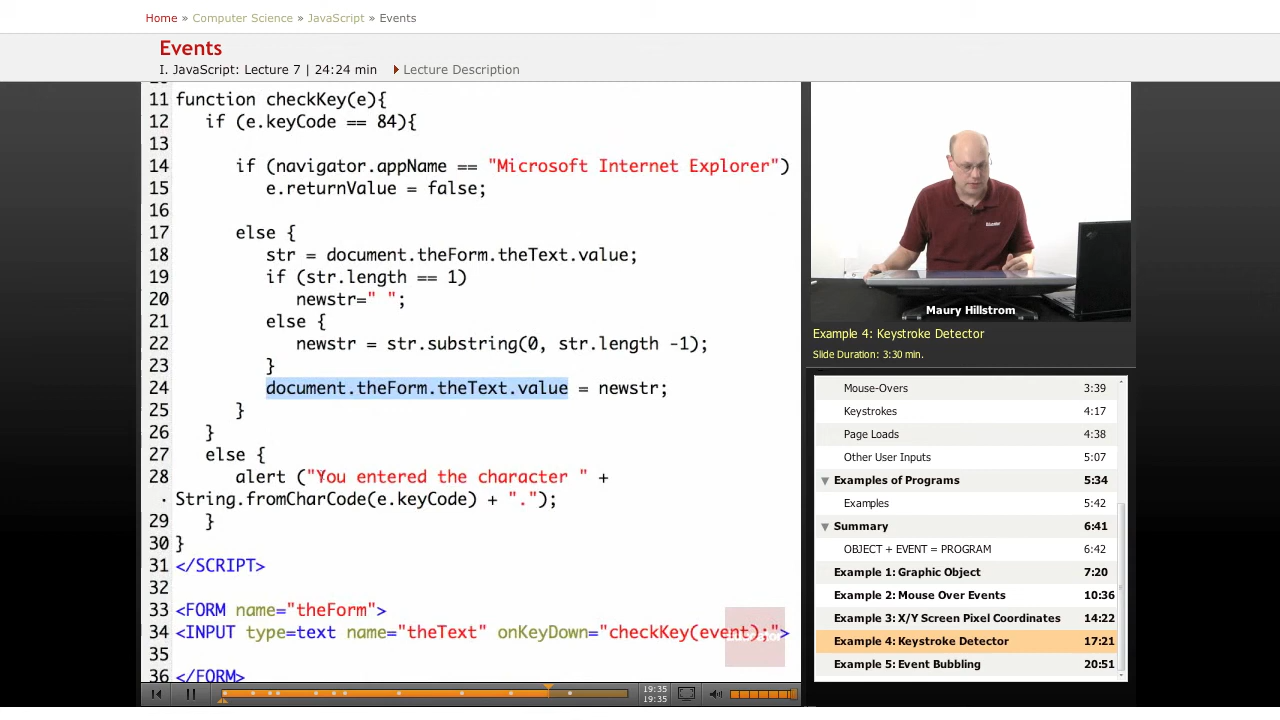 Home » Computer Science » JavaScript » Events
Events
I. JavaScript: Lecture 7 | 24:24 min Lecture Description
11 function checkKey(e){
12 if (e.keyCode == 84){
13
14 if (navigator.appName == "Microsoft Internet Explorer")
15 e.returnValue = false;
16
17 else {
18 str = document.theForm.theText.value;
19 if (str.length == 1)
20 newstr=" ";
21 else {
22 newstr = str.substring(0, str.length -1);
23 }
24 document.theForm.theText.value = newstr;
25 }
26 }
27 else {
28 alert ("You entered the character " +
String.fromCharCode(e.keyCode) + ".");
29 }
30 }
31 </SCRIPT>
32
33 <FORM name="theForm">
34 <INPUT type=text name="theText" onKeyDown="checkKey(event);">
35
36 </FORM>
19:35
19:35
Maury Hillstrom
Example 4: Keystroke Detector
Slide Duration: 3:30 min.
Mouse-Overs 3:39
Keystrokes 4:17
Page Loads 4:38
Other User Inputs 5:07
Examples of Programs 5:34
Examples 5:42
Summary 6:41
OBJECT + EVENT = PROGRAM 6:42
Example 1: Graphic Object 7:20
Example 2: Mouse Over Events 10:36
Example 3: X/Y Screen Pixel Coordinates 14:22
Example 4: Keystroke Detector 17:21
Example 5: Event Bubbling 20:51